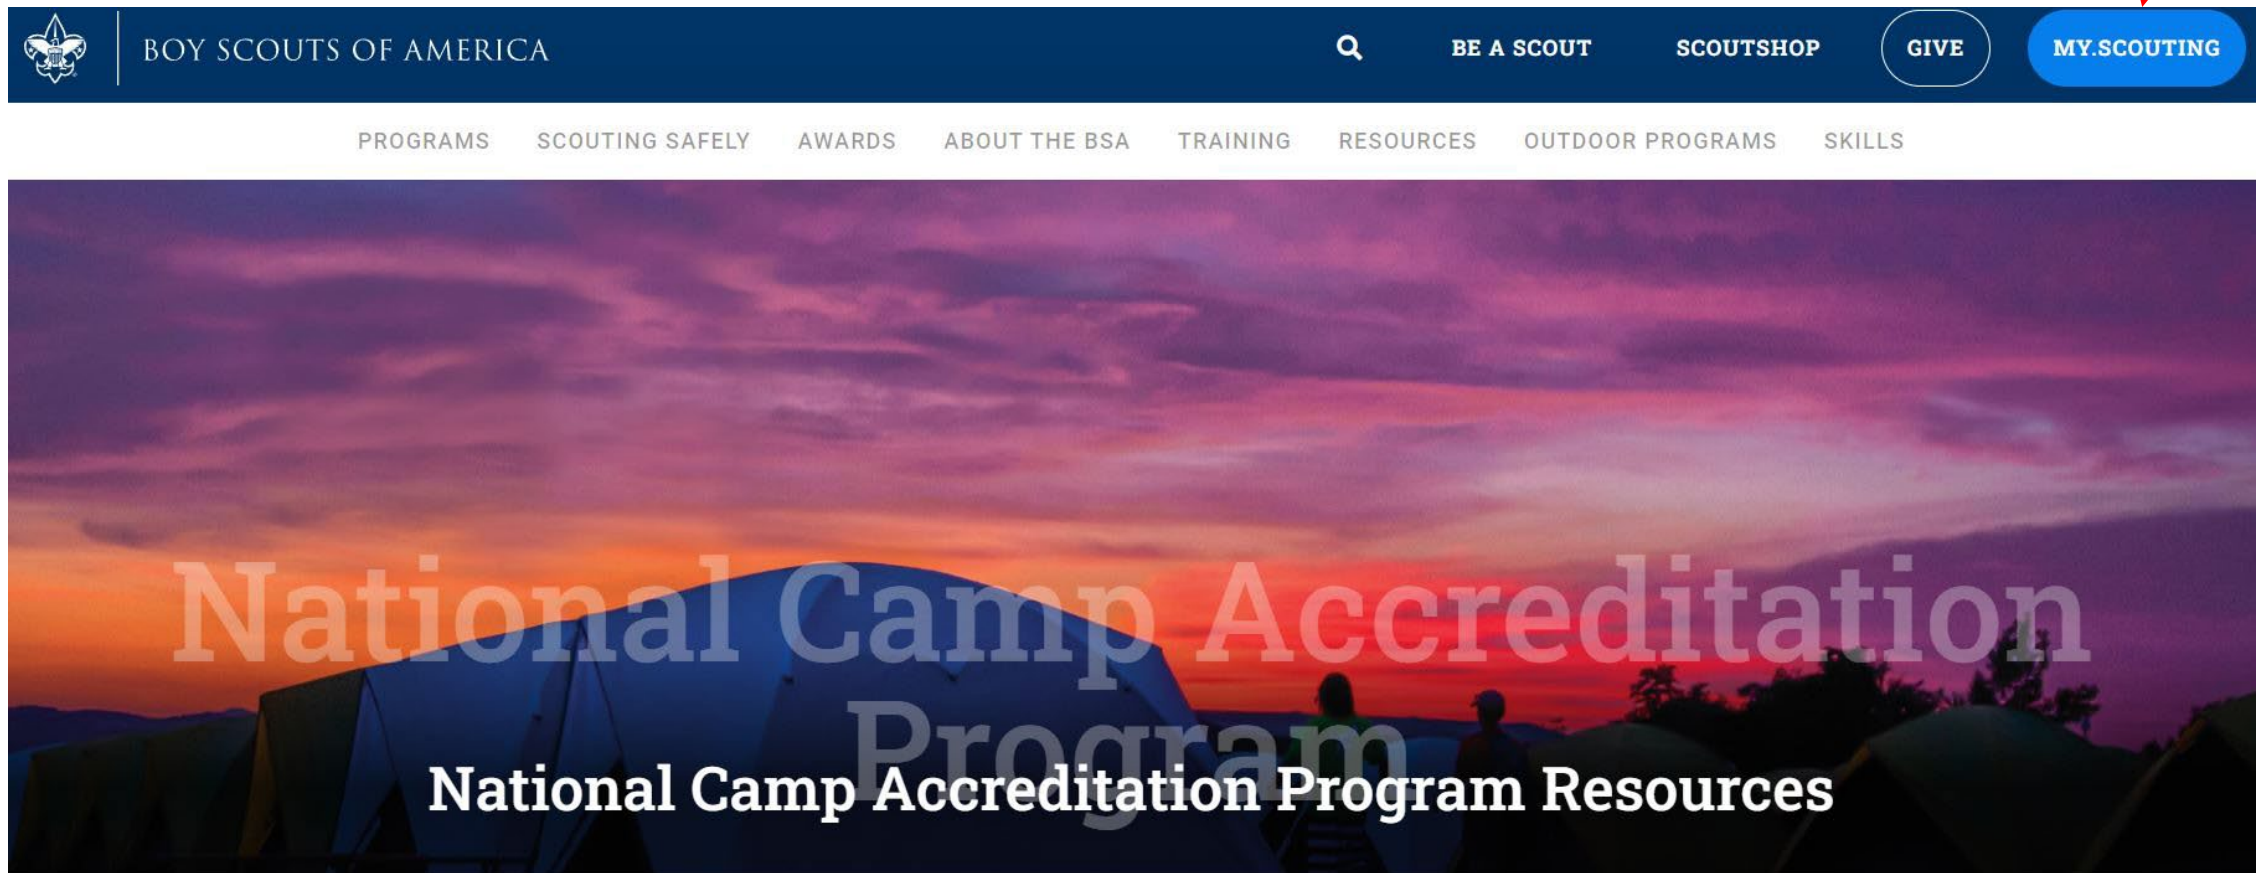 BOY SCOUTS OF AMERICA
BE A SCOUT
SCOUTSHOP
GIVE
MY.SCOUTING
PROGRAMS
SCOUTING SAFELY
AWARDS
ABOUT THE BSA
TRAINING
RESOURCES
OUTDOOR PROGRAMS
SKILLS
National Camp Accreditation
Program
National Camp Accreditation Program Resources